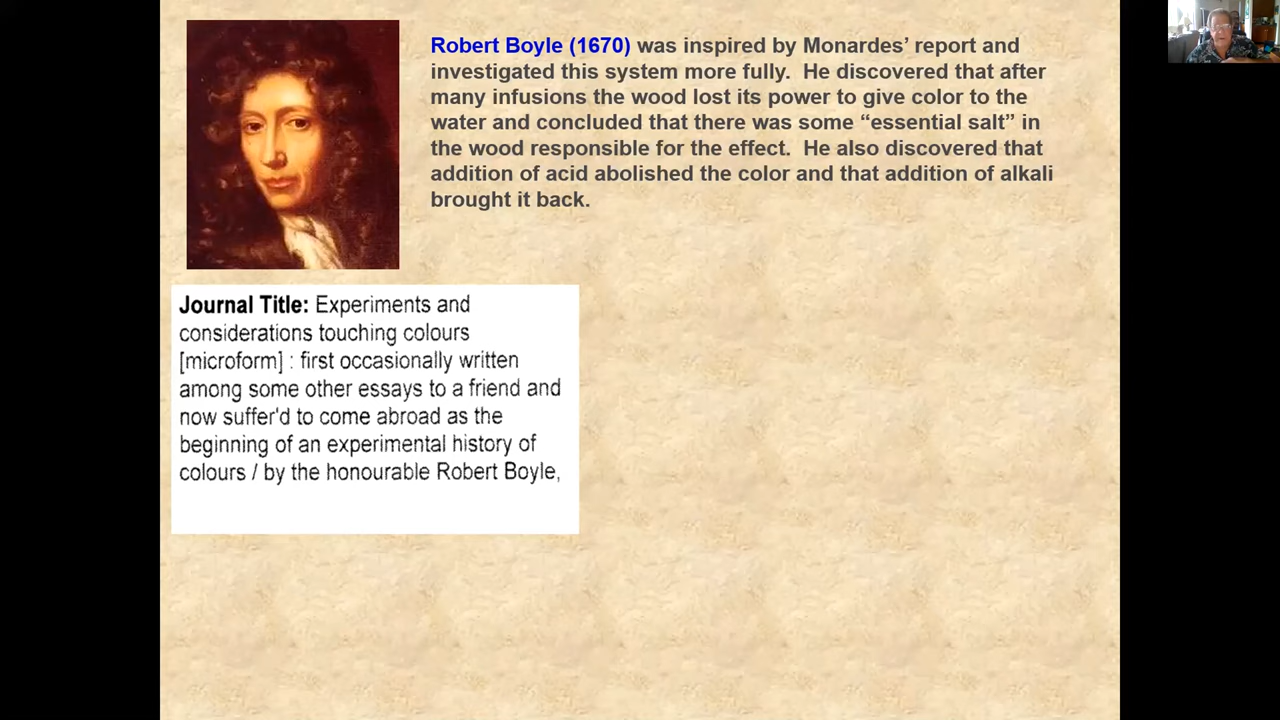 Robert Boyle (1670) was inspired by Monardes’ report and
investigated this system more fully.  He discovered that after
many infusions the wood lost its power to give color to the
water and concluded that there was some “essential salt” in
the wood responsible for the effect.  He also discovered that
addition of acid abolished the color and that addition of alkali
brought it back.
Journal Title: Experiments and
considerations touching colours
[microform] : first occasionally written
among some other essays to a friend and
now suffer'd to come abroad as the
beginning of an experimental history of
colours / by the honourable Robert Boyle,